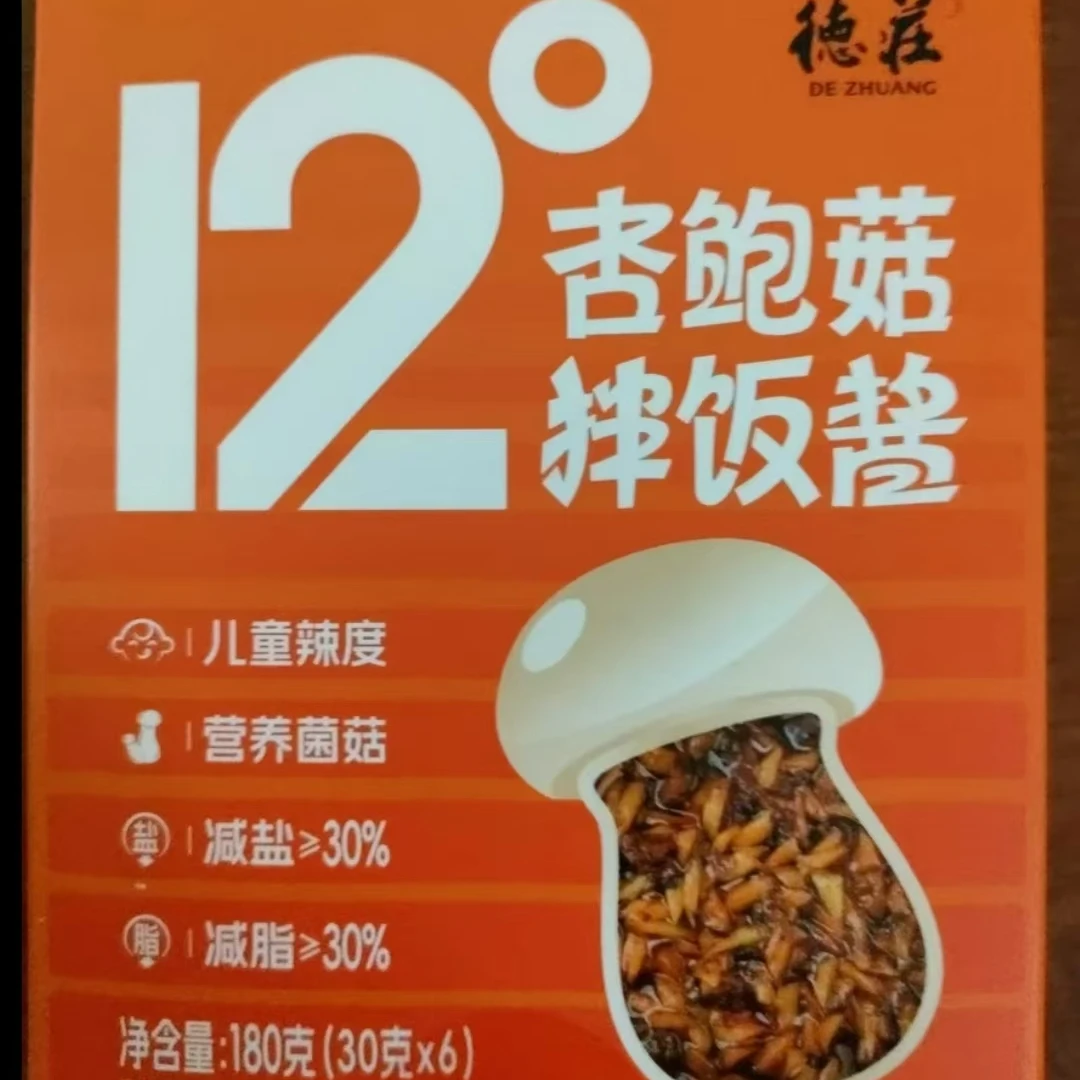 德莊
DE ZHUANG
12°
杏鲍菇
拌饭酱
儿童辣度
营养菌菇
盐
减盐≥30%
脂
减脂≥30%
净含量:180克(30克x6)